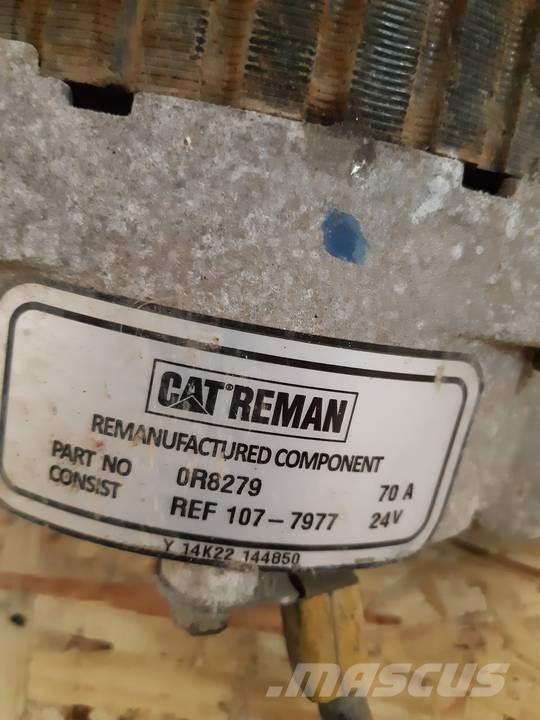 CAT® REMAN
REMANUFACTURED COMPONENT
PART NO 0R8279 70 A
CONSIST REF 107-7977 24V
Y 14K22 144850
MASCUS